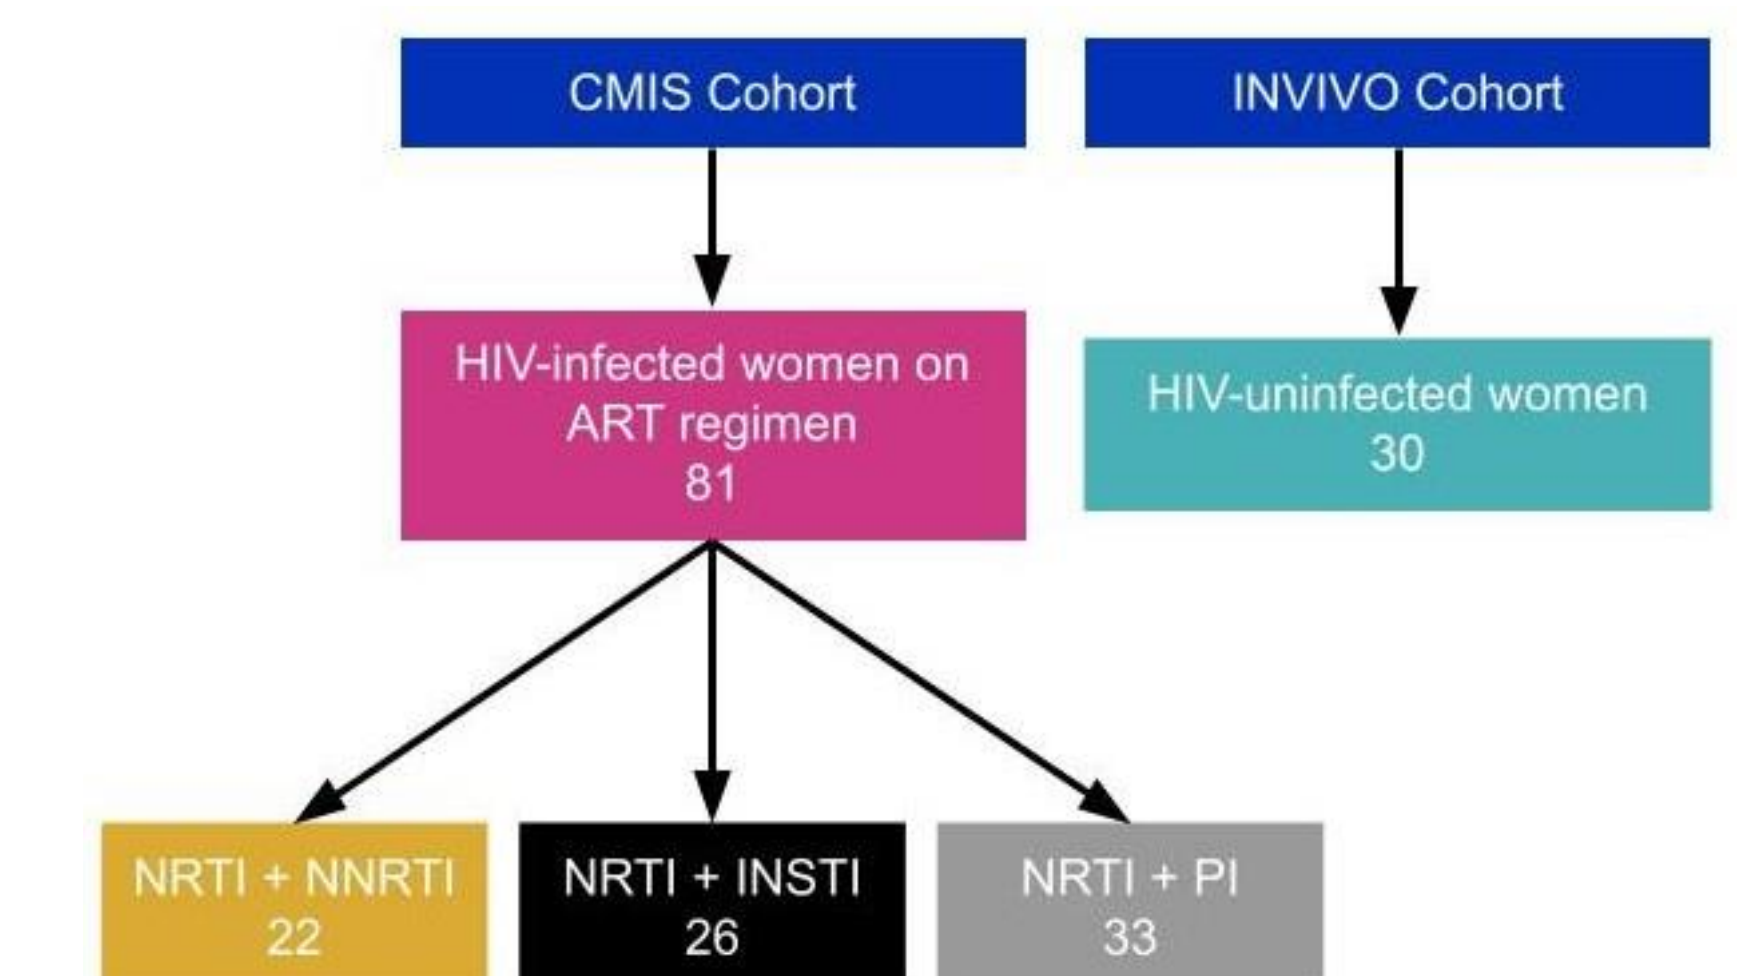 CMIS Cohort
INVIVO Cohort
HIV-infected women on
ART regimen
81
HIV-uninfected women
30
NRTI + NNRTI
22
NRTI + INSTI
26
NRTI + PI
33